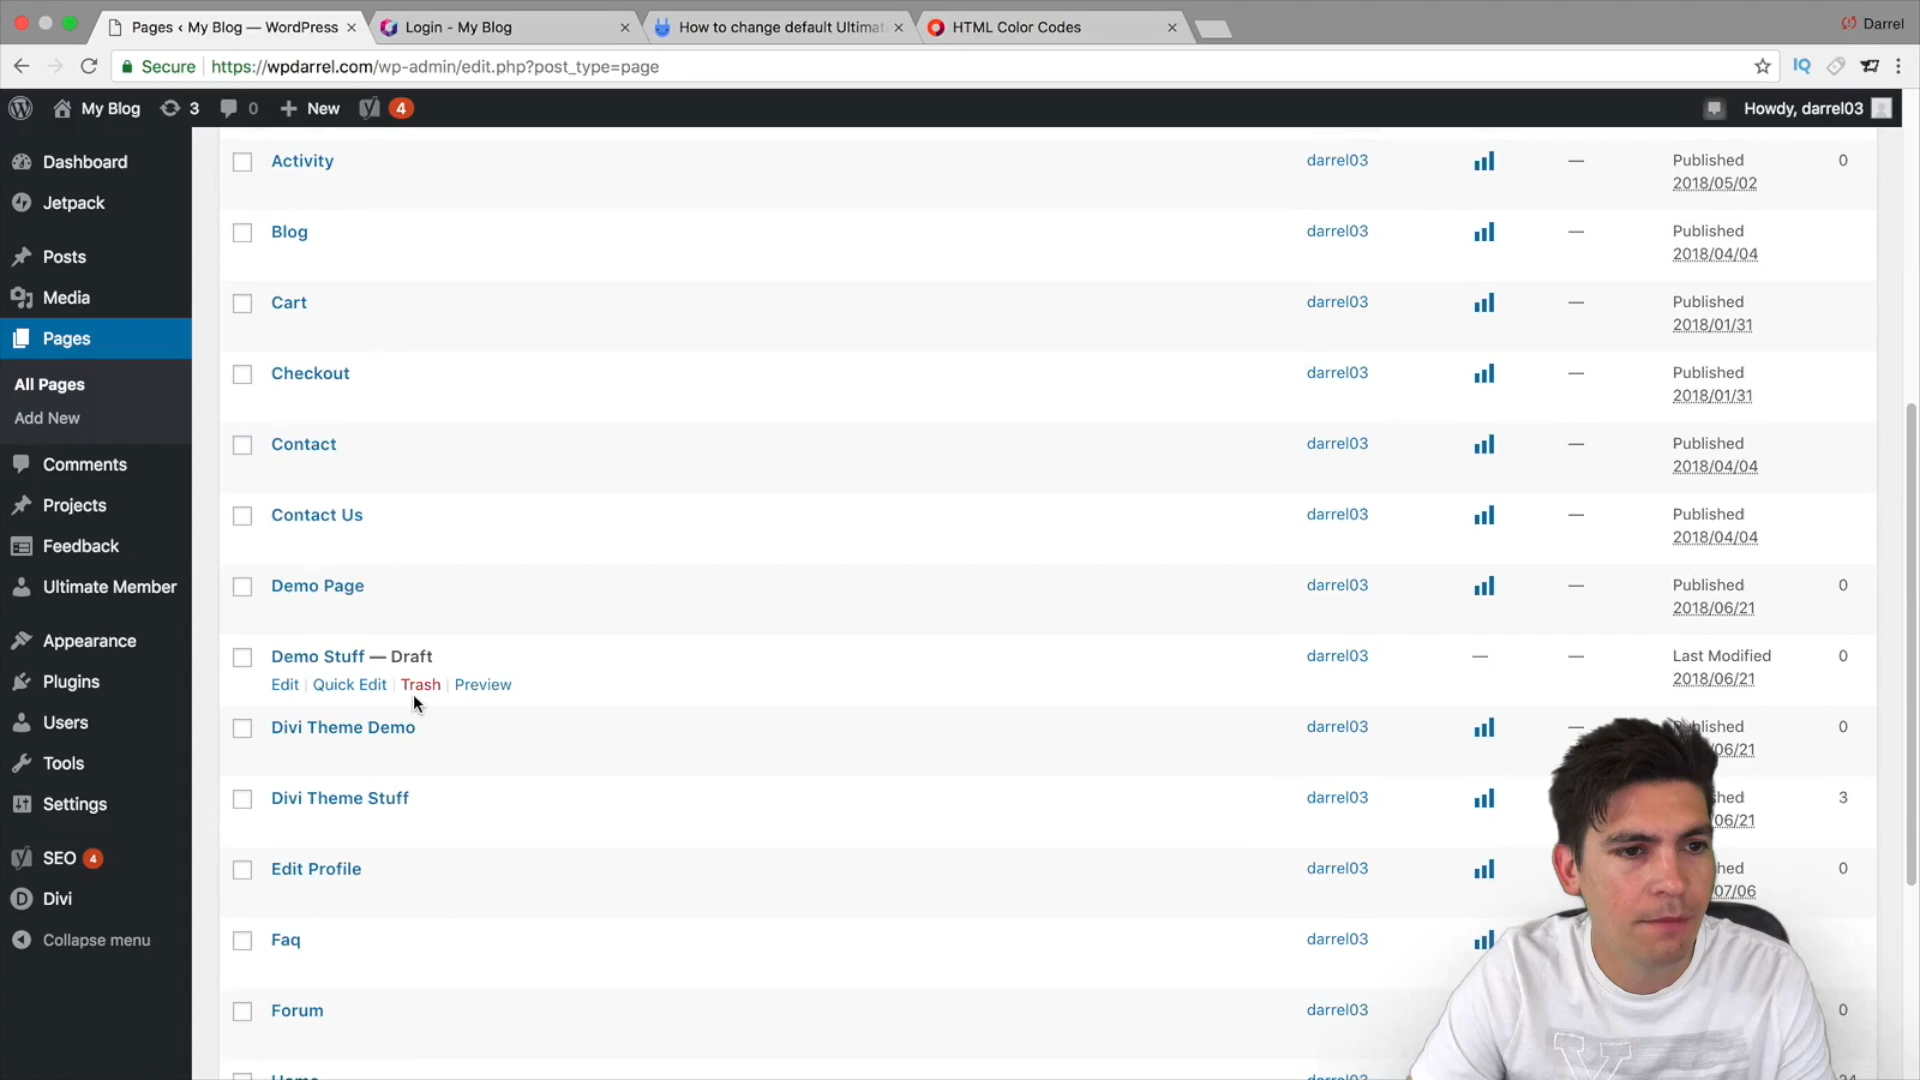 Pages ‹ My Blog — WordPress
Login - My Blog
How to change default Ultimat
HTML Color Codes
Darrel
Secure
https://wpdarrel.com/wp-admin/edit.php?post_type=page
IQ
My Blog
3
0
New
4
Howdy, darrel03
Dashboard
Jetpack
Posts
Media
Pages
All Pages
Add New
Comments
Projects
Feedback
Ultimate Member
Appearance
Plugins
Users
Tools
Settings
SEO 4
Divi
Collapse menu
Activity darrel03 — Published 0
2018/05/02
Blog darrel03 — Published
2018/04/04
Cart darrel03 — Published
2018/01/31
Checkout darrel03 — Published
2018/01/31
Contact darrel03 — Published
2018/04/04
Contact Us darrel03 — Published
2018/04/04
Demo Page darrel03 — Published 0
2018/06/21
Demo Stuff — Draft darrel03 — — Last Modified 0
Edit | Quick Edit | Trash | Preview 2018/06/21
Divi Theme Demo darrel03 — blished 0
06/21
Divi Theme Stuff darrel03 shed 3
06/21
Edit Profile darrel03 hed 0
07/06
Faq darrel03
Forum darrel03 0